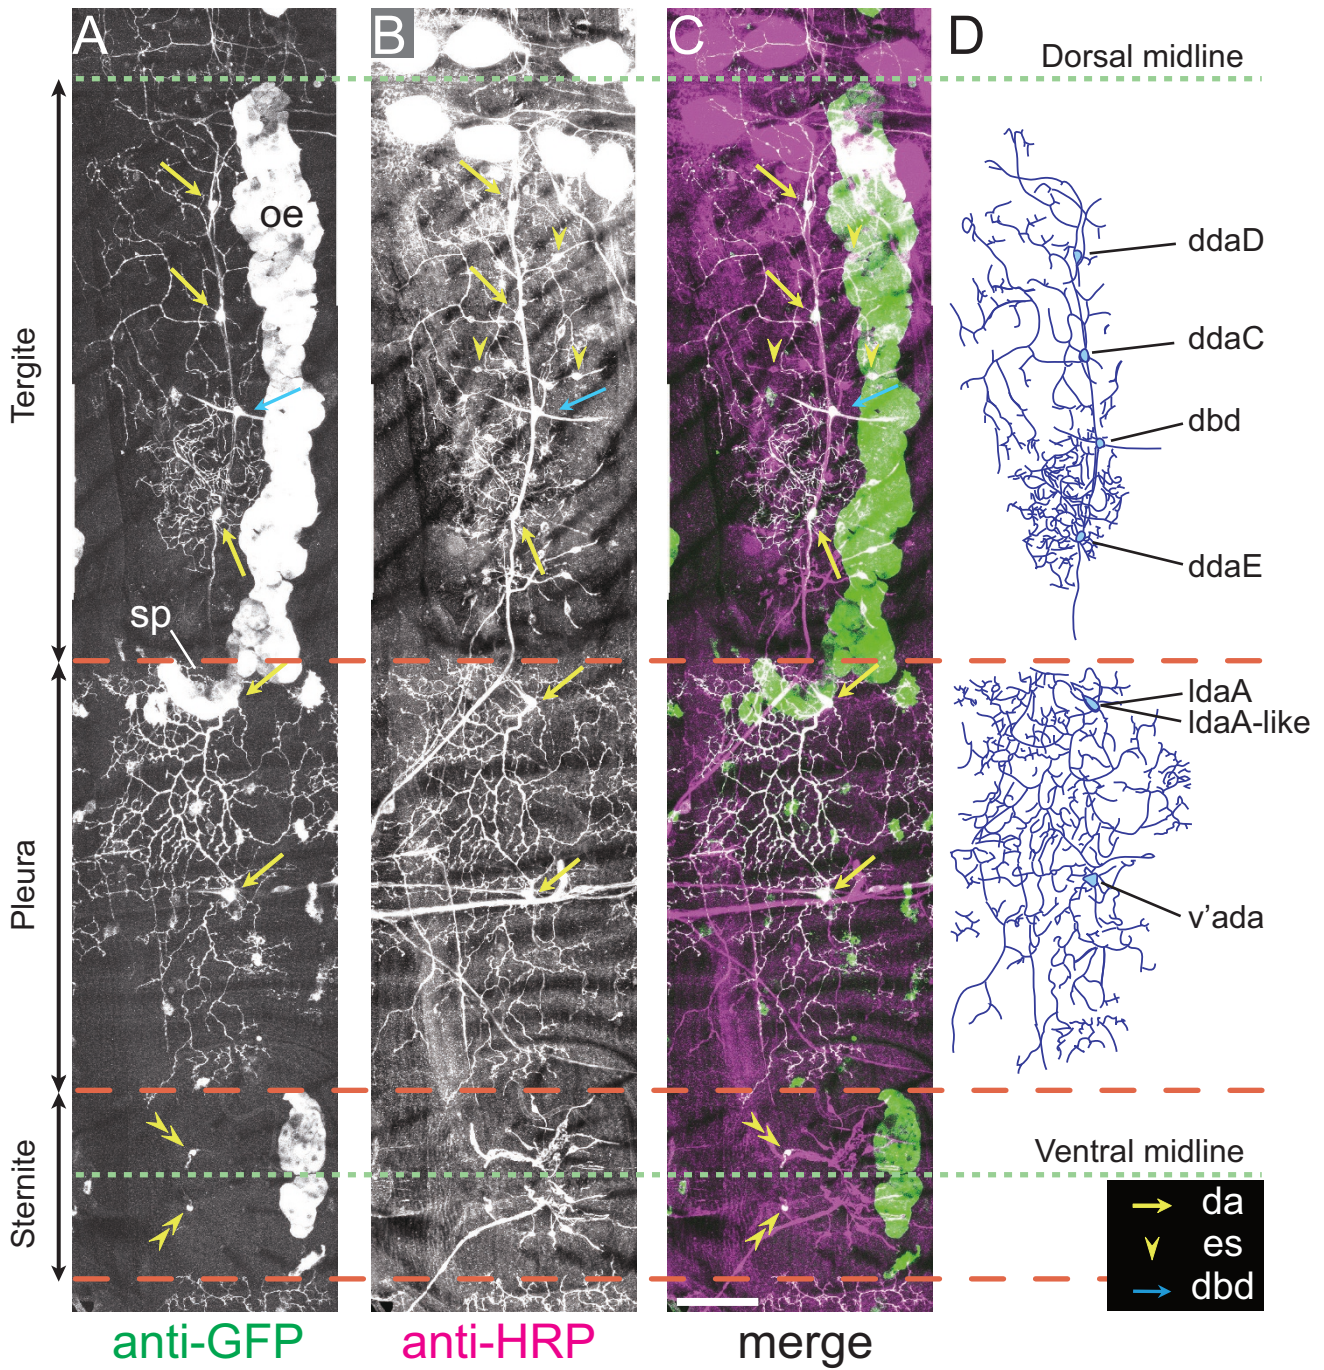 A
B
C
D
Dorsal midline
Tergite
oe
ddaD
ddaC
dbd
ddaE
sp
Pleura
ldaA
ldaA-like
v'ada
Sternite
Ventral midline
da
es
dbd
anti-GFP
anti-HRP
merge